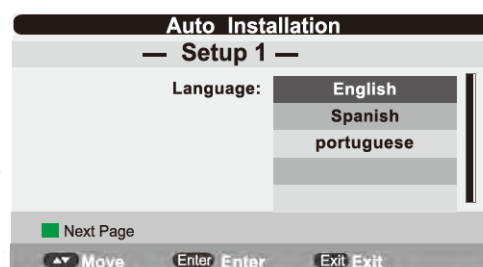 Auto Installation
— Setup 1 —
Language: English
Spanish
portuguese
Next Page
Move Enter Enter Exit Exit